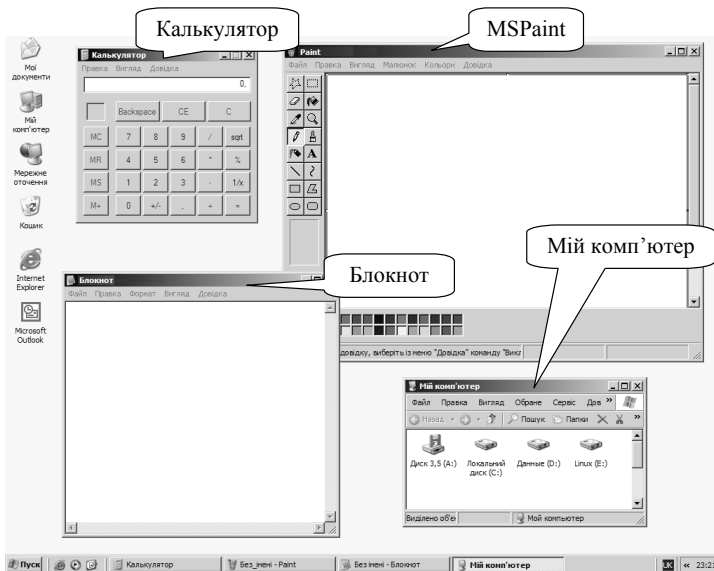 Калькулятор
MSPaint
Мій комп’ютер
Блокнот
Мої документи
Мій комп'ютер
Мережне оточення
Кошик
Internet Explorer
Microsoft Outlook
Калькулятор
Правка Вигляд Довідка
0.
Backspace CE C
MC 7 8 9 / sqrt
MR 4 5 6 * %
MS 1 2 3 - 1/x
M+ 0 +/- , + =
Paint
Файл Правка Вигляд Малюнок Кольори Довідка
A
довідку, виберіть із меню "Довідка" команду "Викл
Блокнот
Файл Правка Формат Вигляд Довідка
Мій комп'ютер
Файл Правка Вигляд Обране Сервіс Дов »
Назад Пошук Папки »
Диск 3,5 (A:) Локальний диск (C:) Данные (D:) Linux (E:)
Виділено об'є Мой компьютер
Пуск Калькулятор Без_імені - Paint Без імені - Блокнот Мій комп'ютер UK « 23:21